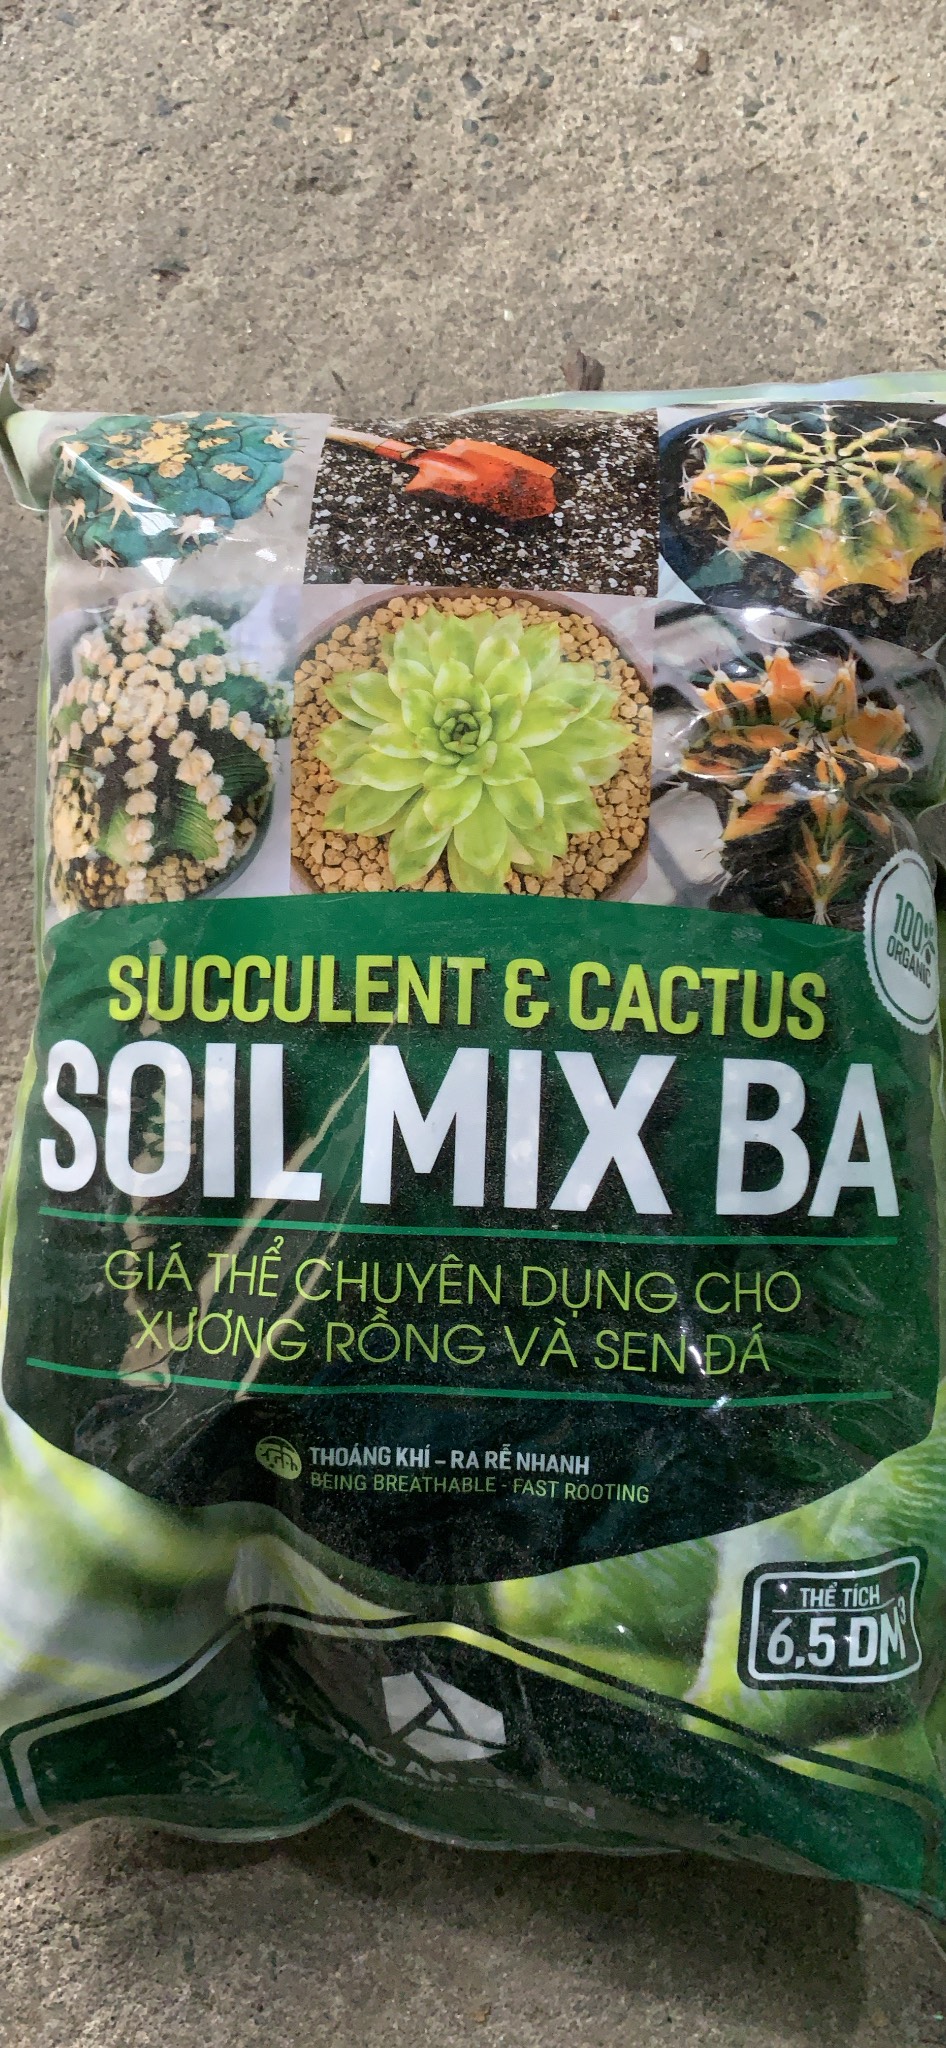 100%
ORGANIC
SUCCULENT & CACTUS
SOIL MIX BA
GIÁ THỂ CHUYÊN DỤNG CHO
XƯƠNG RỒNG VÀ SEN ĐÁ
THOÁNG KHÍ – RA RỄ NHANH
BEING BREATHABLE - FAST ROOTING
THỂ TÍCH
6,5 DM³